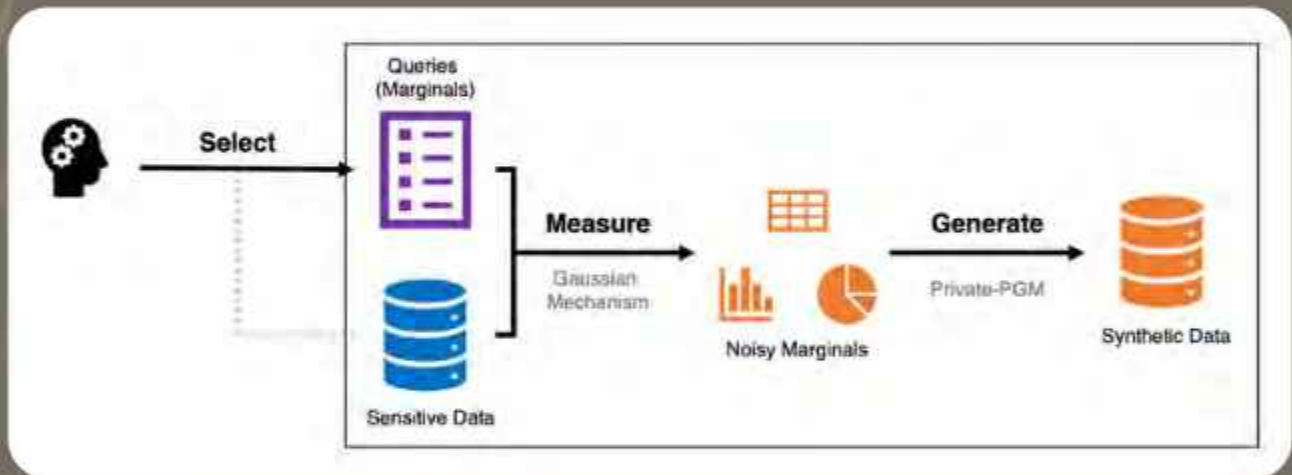 Queries
(Marginals)
Select
Measure
Gaussian
Mechanism
Generate
Private-PGM
Noisy Marginals
Synthetic Data
Sensitive Data